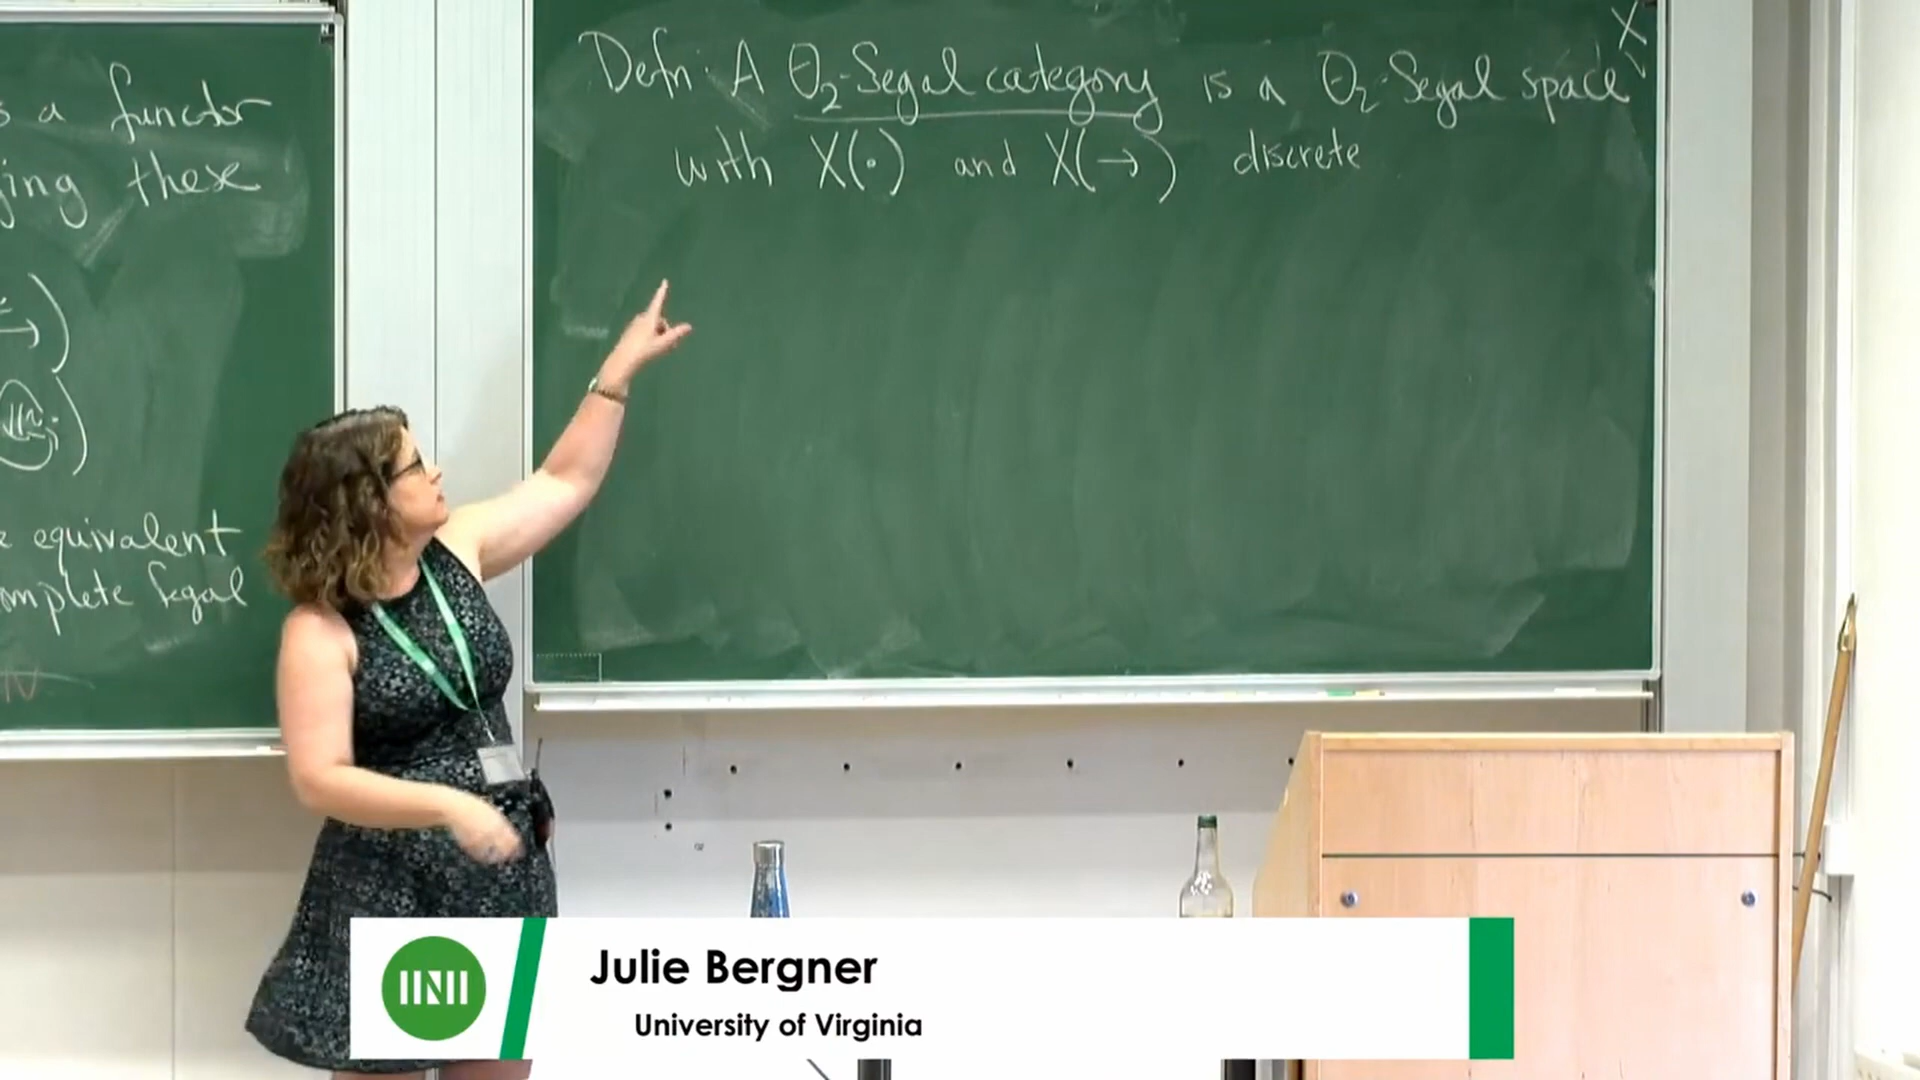 s a functor
ging these
e equivalent
omplete Segal
Defn: A Θ₂-Segal category is a Θ₂-Segal space X
with X(·) and X(→) discrete
Julie Bergner
University of Virginia